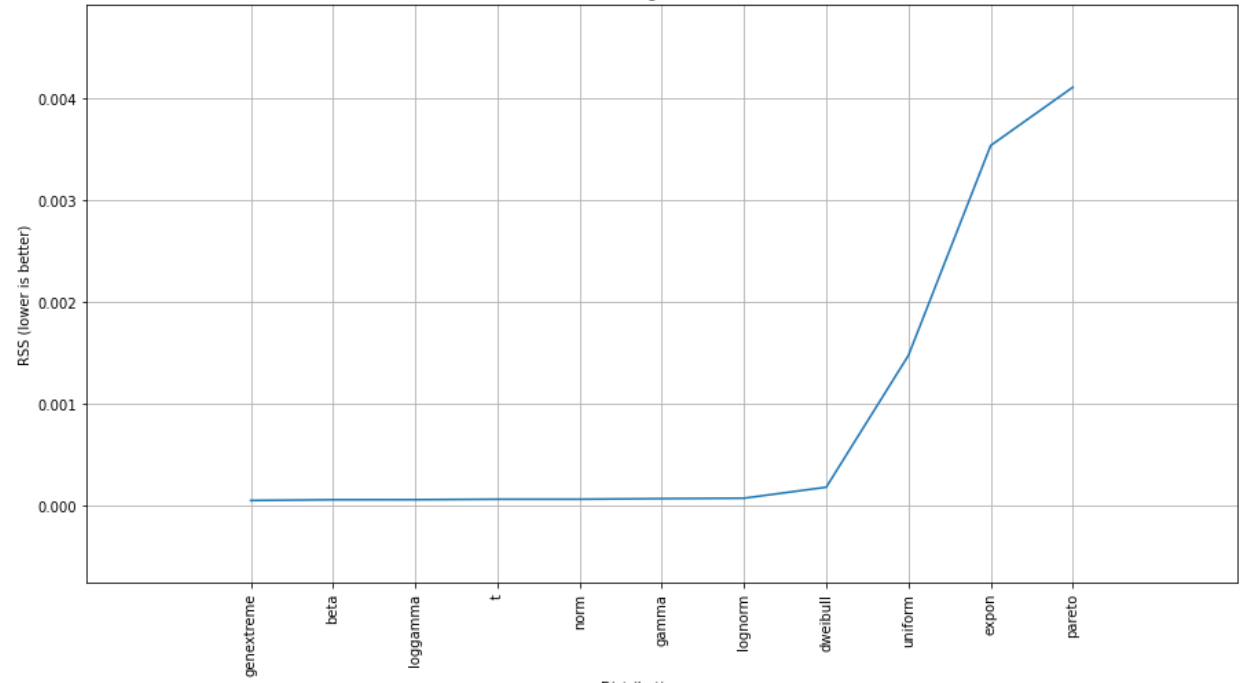 0.004
0.003
0.002
0.001
0.000
RSS (lower is better)
genextreme
beta
loggamma
t
norm
gamma
lognorm
dweibull
uniform
expon
pareto